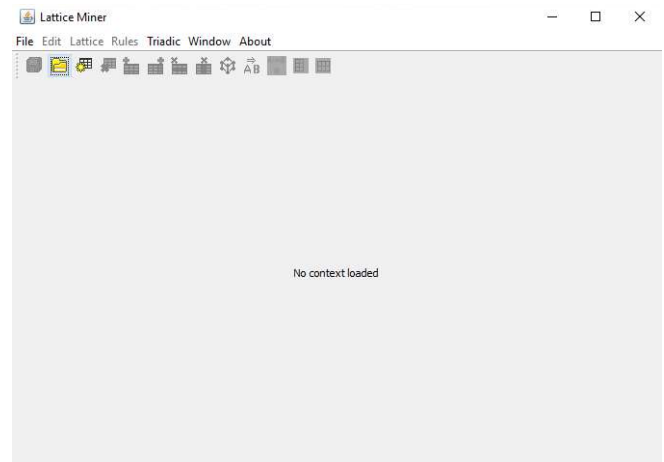 Lattice Miner
File Edit Lattice Rules Triadic Window About
A B
No context loaded